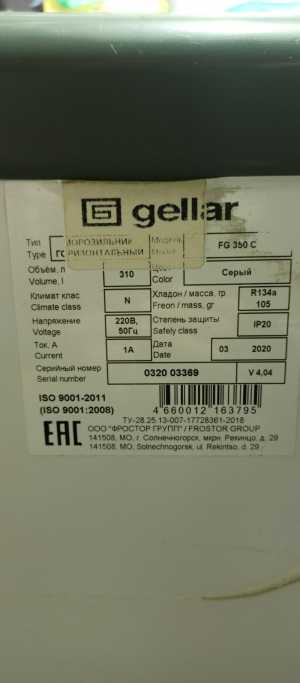 gellar
Тип МОРОЗИЛЬНИК Модель FG 350 C
Type ГОРИЗОНТАЛЬНЫЙ
Объём, л 310 Серый
Volume, l Color
Климат клас N Хладон / масса, гр R134a
Climate class Freon / mass, gr 105
Напряжение 220В, Степень защиты IP20
Voltage 50Гц Safety class
Ток. А 1А Дата 03 2020
Current Date
Серийный номер 0320 03369 V 4,04
Serial number
ISO 9001-2011
(ISO 9001:2008) 4 660012 163795
EAC ТУ-28.25.13-007-17728361-2018
ООО "ФРОСТОР ГРУПП" / FROSTOR GROUP
141508, МО, г. Солнечногорск, мкрн. Рекинцо, д. 29
141508, MO, Solnechnogorsk, ul. Rekintso, d. 29